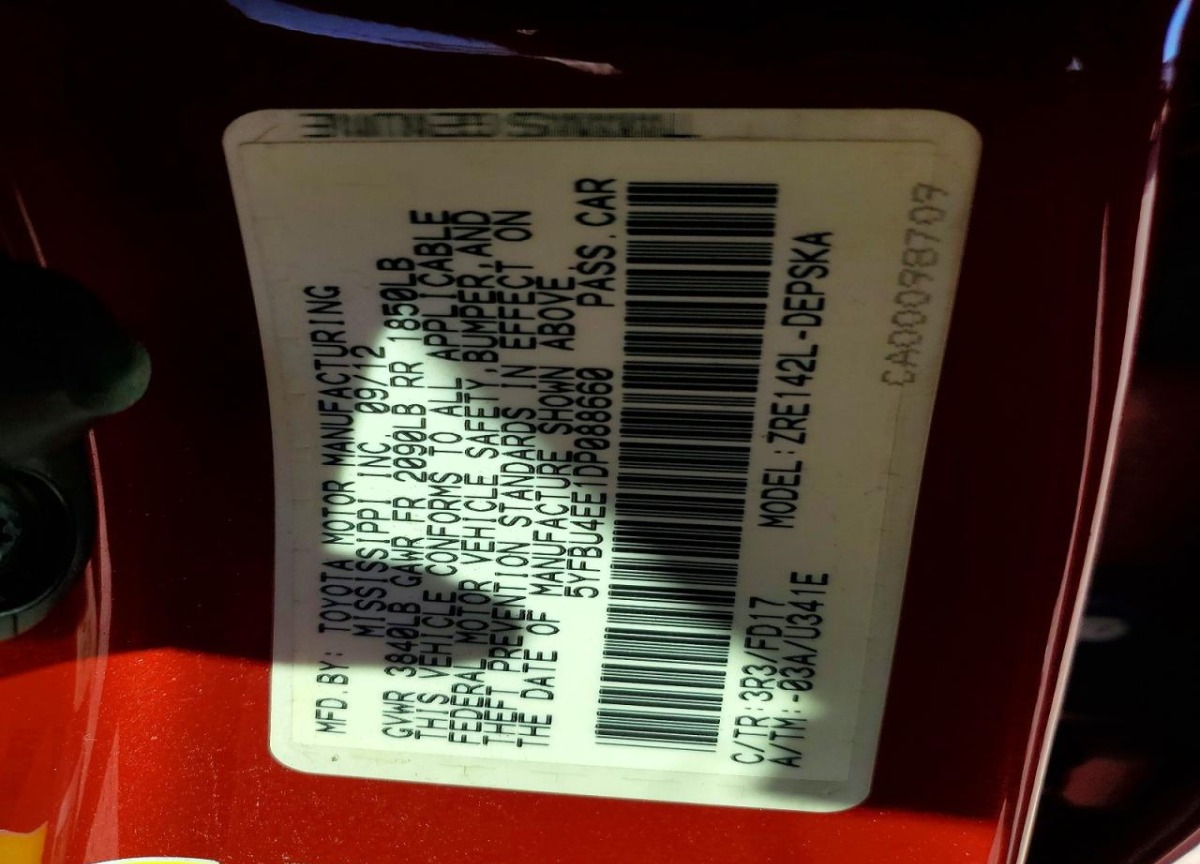 MFD.BY: TOYOTA MOTOR MANUFACTURING
MISSISSIPPI INC. 09/12
GVWR 3840LB GAWR FR 2090LB RR 1850LB
THIS VEHICLE CONFORMS TO ALL APPLICABLE
FEDERAL MOTOR VEHICLE SAFETY,BUMPER,AND
THEFT PREVENTION STANDARDS IN EFFECT ON
THE DATE OF MANUFACTURE SHOWN ABOVE.
5YFBU4EE1DP088660 PASS.CAR
C/TR:3R3/FD17 MODEL:ZRE142L-DEPSKA
A/TM:-03A/U341E
CA00098709